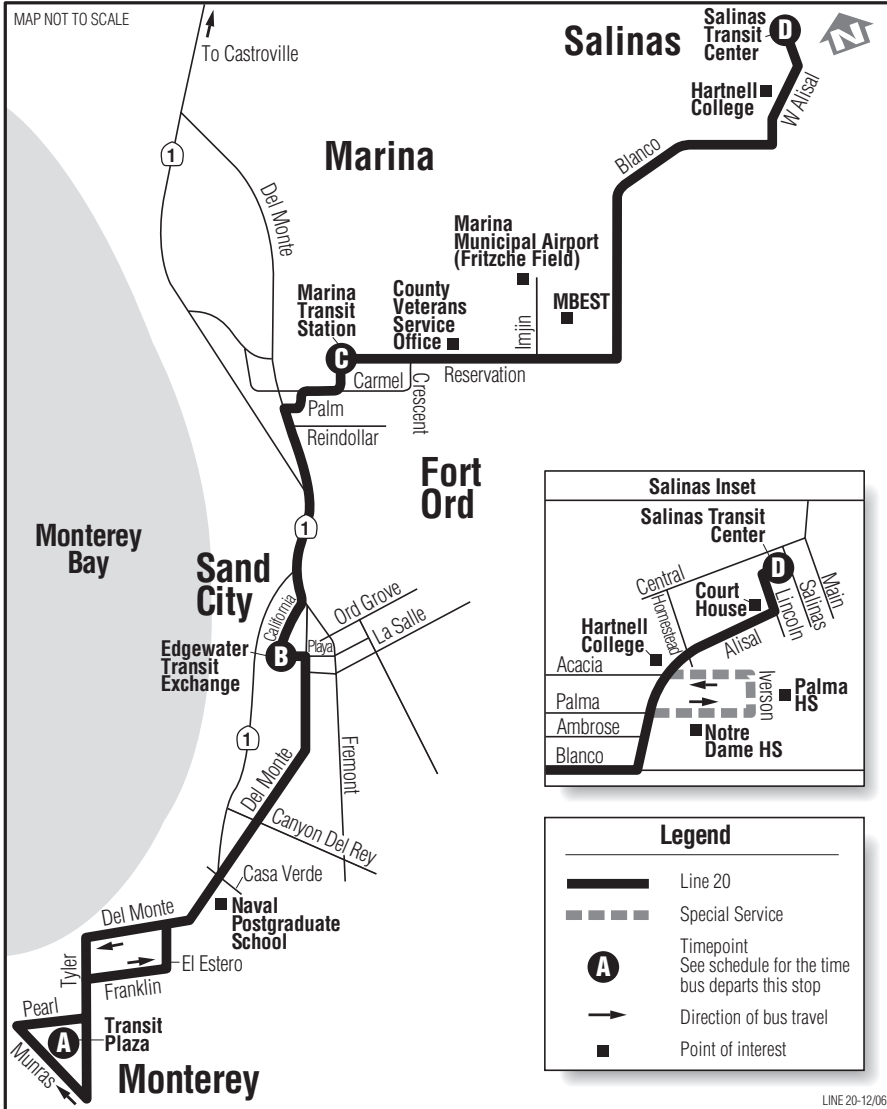 MAP NOT TO SCALE
To Castroville
1
Del Monte
Salinas
Salinas
Transit
Center
D
N
Hartnell
College
W Alisal
Blanco
Marina
Marina
Municipal Airport
(Fritzche Field)
MBEST
Imjin
County
Veterans
Service
Office
Marina
Transit
Station
C
Carmel
Crescent
Reservation
Palm
Reindollar
Fort
Ord
1
Monterey
Bay
Sand
City
California
Ord Grove
La Salle
Playa
Edgewater
Transit
Exchange
B
1
Del Monte
Fremont
Canyon Del Rey
Casa Verde
Naval
Postgraduate
School
Del Monte
El Estero
Tyler
Franklin
Pearl
A
Transit
Plaza
Munras
Monterey
Salinas Inset
Salinas Transit
Center
D
Central
Homestead
Court
House
Main
Salinas
Lincoln
Alisal
Hartnell
College
Acacia
Palma
Ambrose
Blanco
Iverson
Palma
HS
Notre
Dame HS
Legend
Line 20
Special Service
A
Timepoint
See schedule for the time
bus departs this stop
Direction of bus travel
Point of interest
LINE 20-12/06